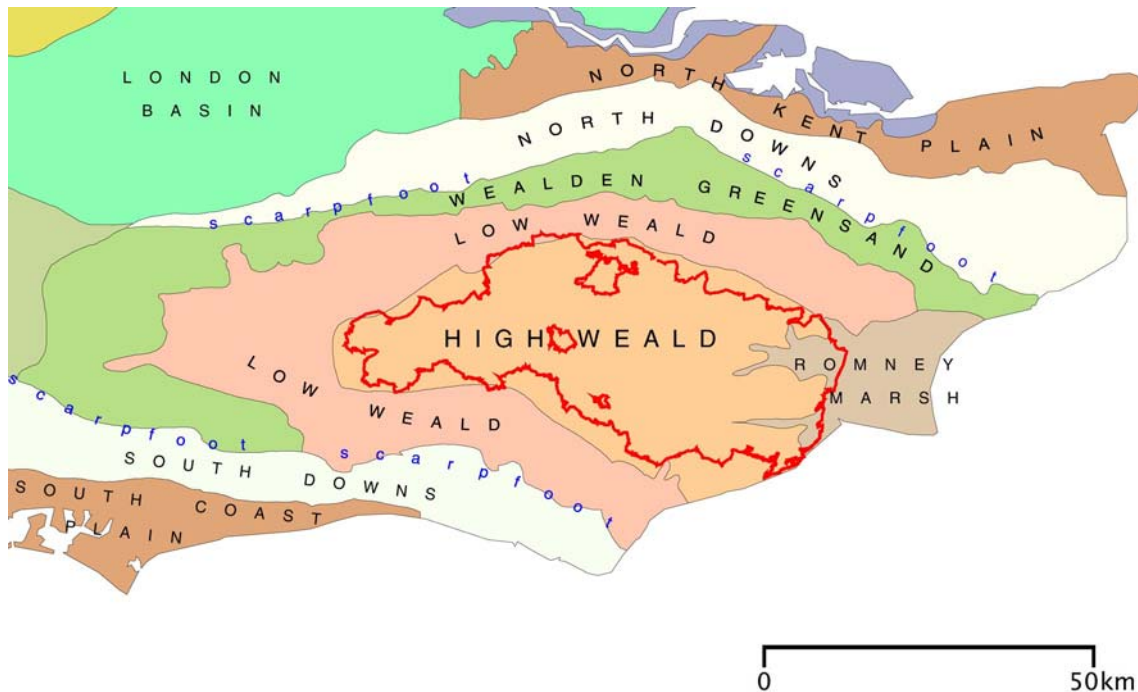 LONDON
BASIN
NORTH KENT PLAIN
NORTH DOWNS
scarpfoot
scarpfoot
WEALDEN GREENSAND
LOW WEALD
HIGH WEALD
ROMNEY
MARSH
LOW WEALD
scarpfoot
scarpfoot
SOUTH DOWNS
SOUTH COAST
PLAIN
0 50km